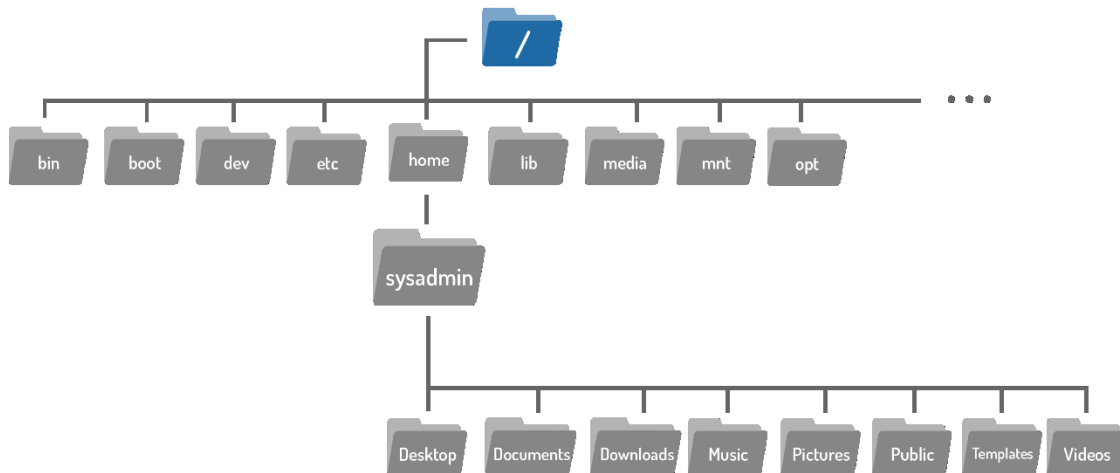 /
bin boot dev etc home lib media mnt opt
sysadmin
Desktop Documents Downloads Music Pictures Public Templates Videos